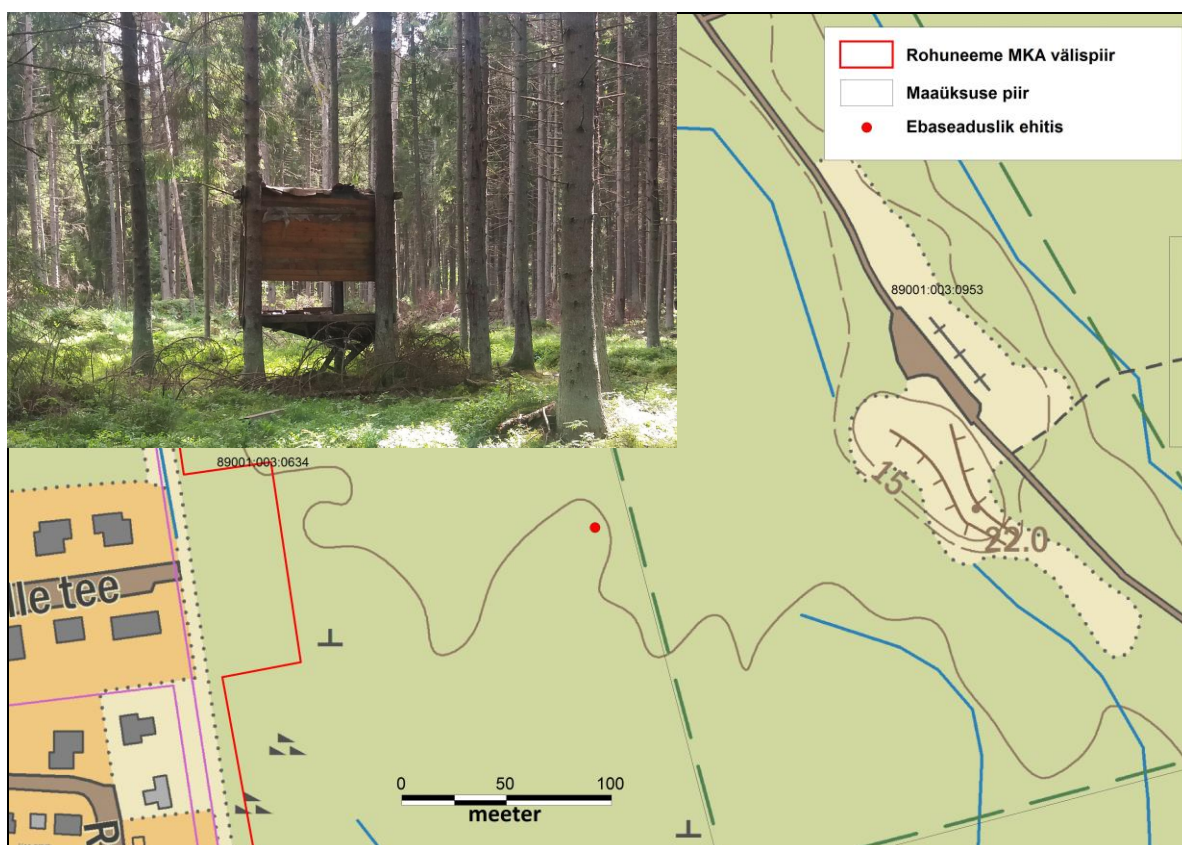 Rohuneeme MKA välispiir
Maaüksuse piir
Ebaseaduslik ehitis
89001:003:0953
89001:003:0634
15
22.0
lle tee
0 50 100
meeter
R